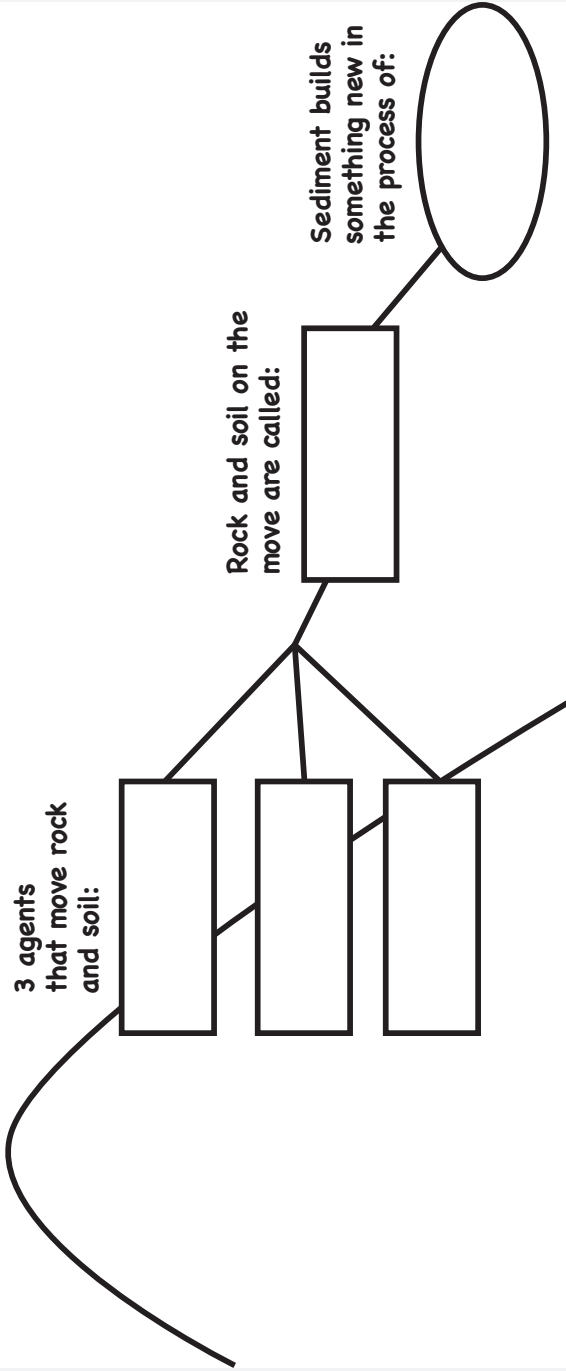 3 agents
that move rock
and soil:
Rock and soil on the
move are called:
Sediment builds
something new in
the process of: